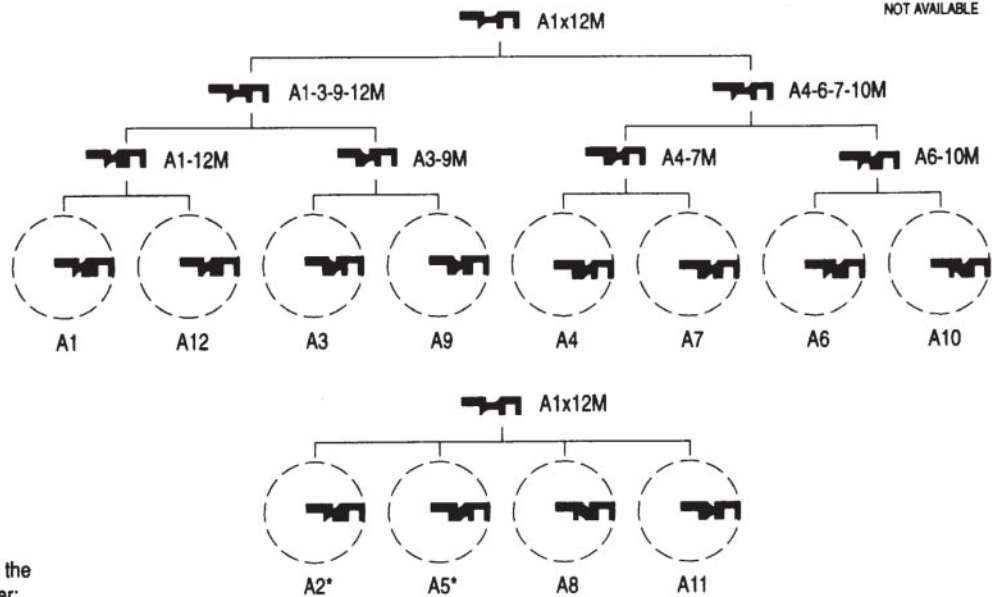 NOT AVAILABLE
A1x12M
A1-3-9-12M
A4-6-7-10M
A1-12M
A3-9M
A4-7M
A6-10M
A1
A12
A3
A9
A4
A7
A6
A10
A1x12M
A2*
A5*
A8
A11
the
er: